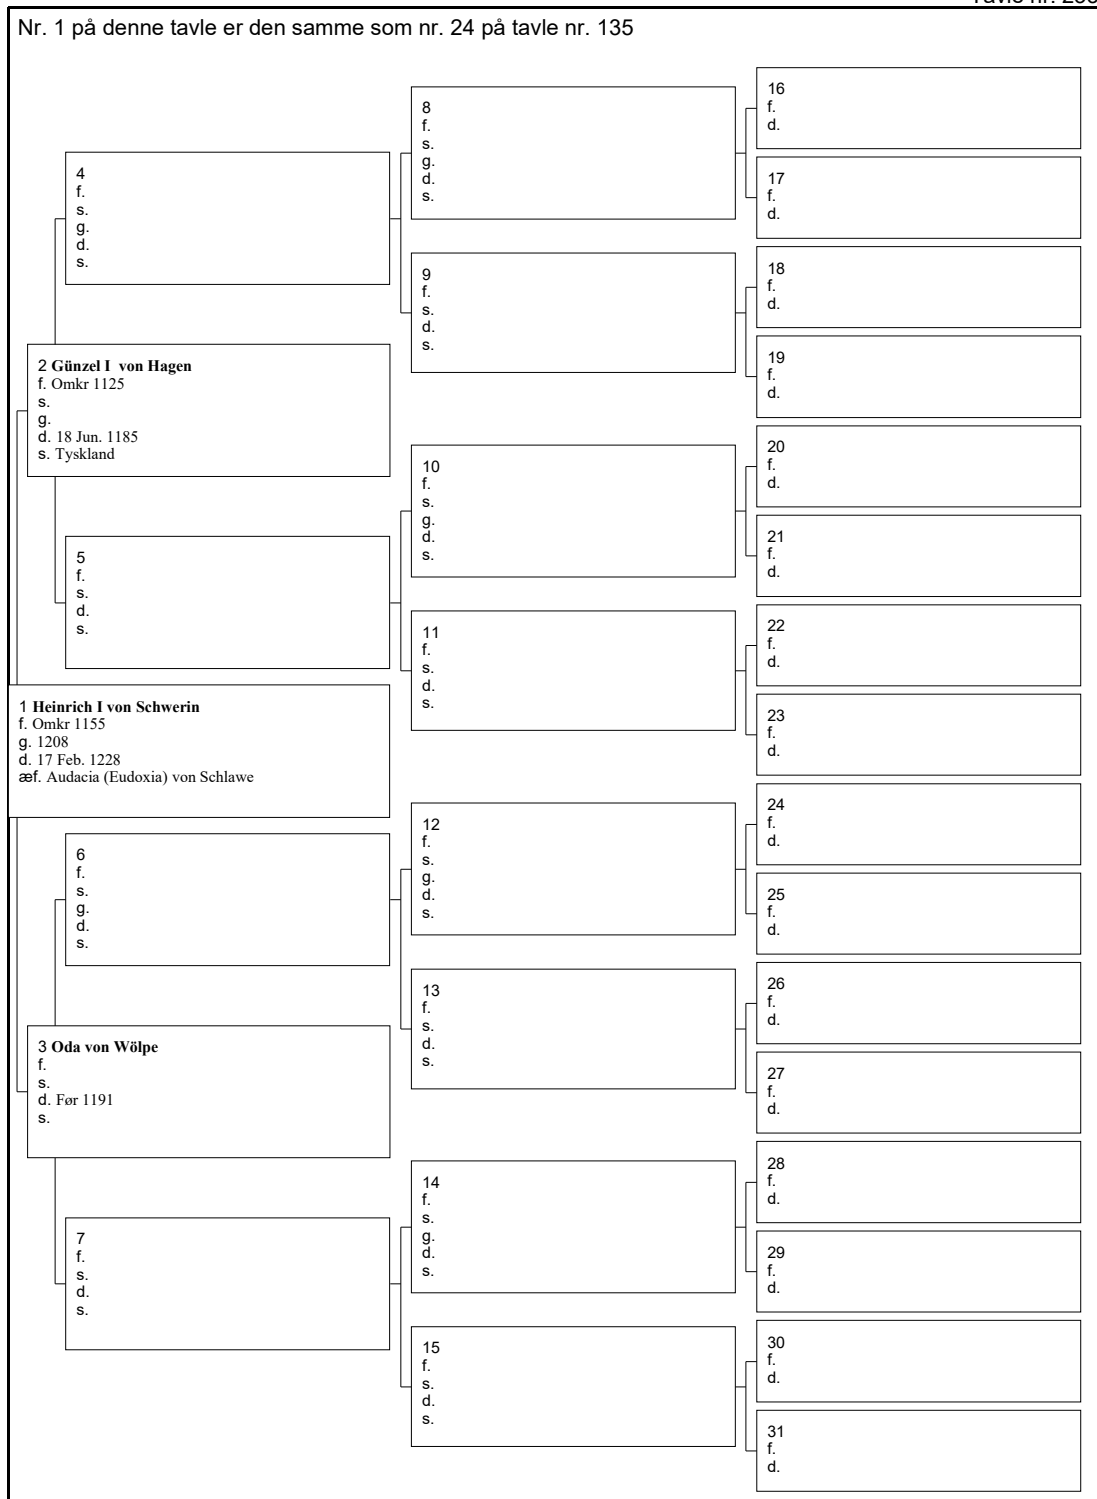 Nr. 1 på denne tavle er den samme som nr. 24 på tavle nr. 135
16
f.
d.
8
f.
s.
g.
d.
s.
17
f.
d.
4
f.
s.
g.
d.
s.
18
f.
d.
9
f.
s.
d.
s.
19
f.
d.
2 Günzel I von Hagen
f. Omkr 1125
s.
g.
d. 18 Jun. 1185
s. Tyskland
20
f.
d.
10
f.
s.
g.
d.
s.
21
f.
d.
5
f.
s.
d.
s.
22
f.
d.
11
f.
s.
d.
s.
23
f.
d.
1 Heinrich I von Schwerin
f. Omkr 1155
g. 1208
d. 17 Feb. 1228
æf. Audacia (Eudoxia) von Schlawe
24
f.
d.
12
f.
s.
g.
d.
s.
25
f.
d.
6
f.
s.
g.
d.
s.
26
f.
d.
13
f.
s.
d.
s.
27
f.
d.
3 Oda von Wölpe
f.
s.
d. Før 1191
s.
28
f.
d.
14
f.
s.
g.
d.
s.
29
f.
d.
7
f.
s.
d.
s.
30
f.
d.
15
f.
s.
d.
s.
31
f.
d.